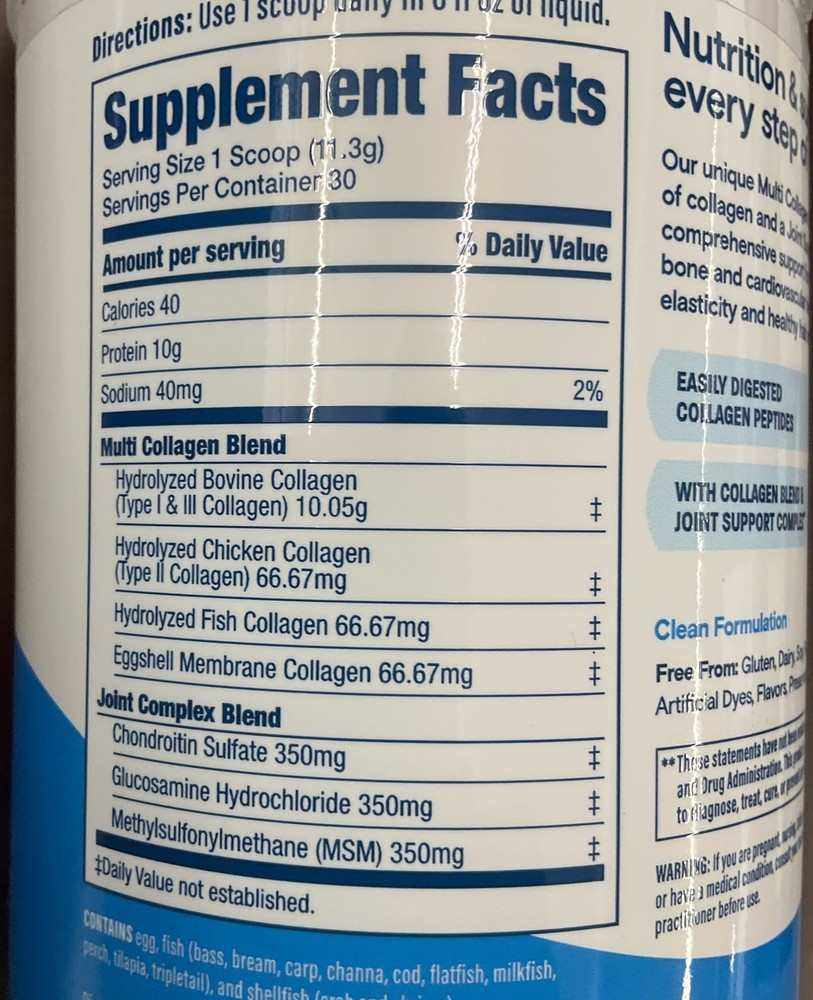 Directions: Use 1 scoop daily in 8 fl oz of liquid.
Supplement Facts
Serving Size 1 Scoop (11.3g)
Servings Per Container 30
Amount per serving % Daily Value
Calories 40
Protein 10g
Sodium 40mg 2%
Multi Collagen Blend
Hydrolyzed Bovine Collagen
(Type I & III Collagen) 10.05g ‡
Hydrolyzed Chicken Collagen
(Type II Collagen) 66.67mg ‡
Hydrolyzed Fish Collagen 66.67mg ‡
Eggshell Membrane Collagen 66.67mg ‡
Joint Complex Blend
Chondroitin Sulfate 350mg ‡
Glucosamine Hydrochloride 350mg ‡
Methylsulfonylmethane (MSM) 350mg ‡
‡Daily Value not established.
CONTAINS egg, fish (bass, bream, carp, channa, cod, flatfish, milkfish,
perch, tilapia, tripletail), and shellfish
Nutrition &
every step
Our unique Multi
of collagen and a Joint
comprehensive support
bone and cardiovascular
elasticity and healthy
EASILY DIGESTED
COLLAGEN PEPTIDES
WITH COLLAGEN BLEND &
JOINT SUPPORT COMPLEX
Clean Formulation
Free From: Gluten, Dairy,
Artificial Dyes, Flavors,
**These statements have not been
and Drug Administration. This
to diagnose, treat, cure, or
WARNING: If you are pregnant, nursing,
or have a medical condition, consult
practitioner before use.